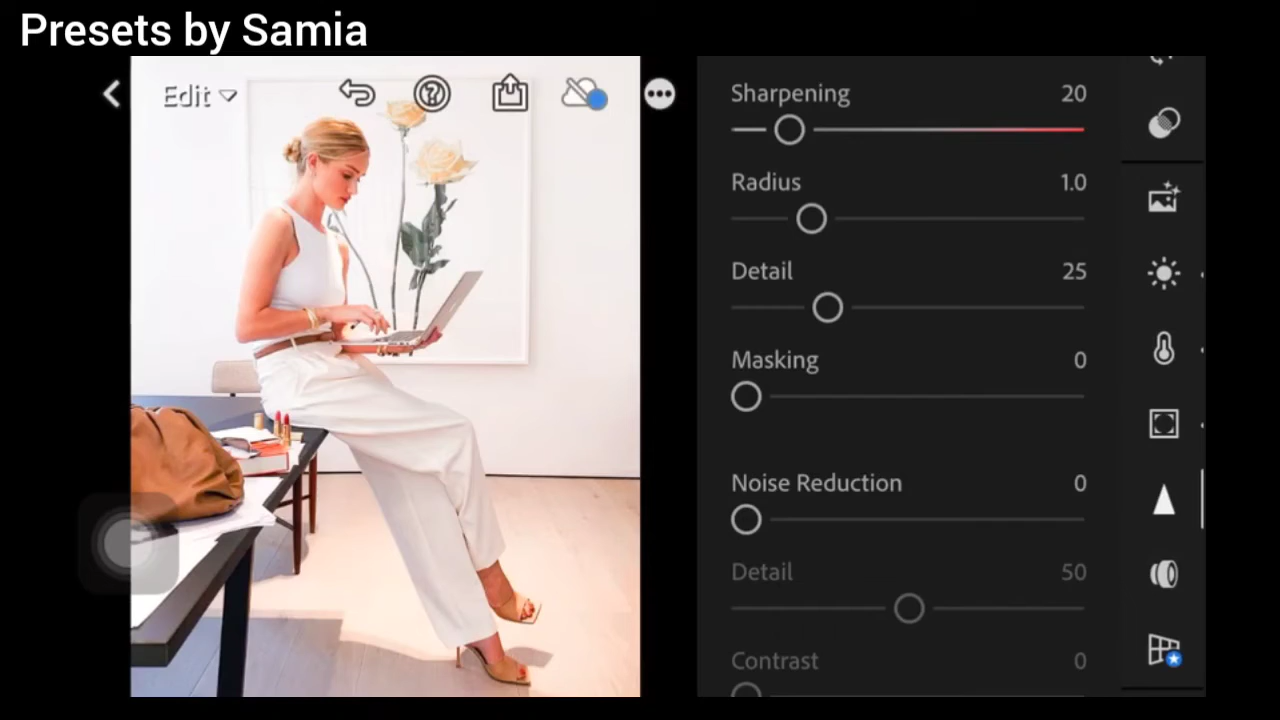 Presets by Samia
Edit
Sharpening 20
Radius 1.0
Detail 25
Masking 0
Noise Reduction 0
Detail 50
Contrast 0